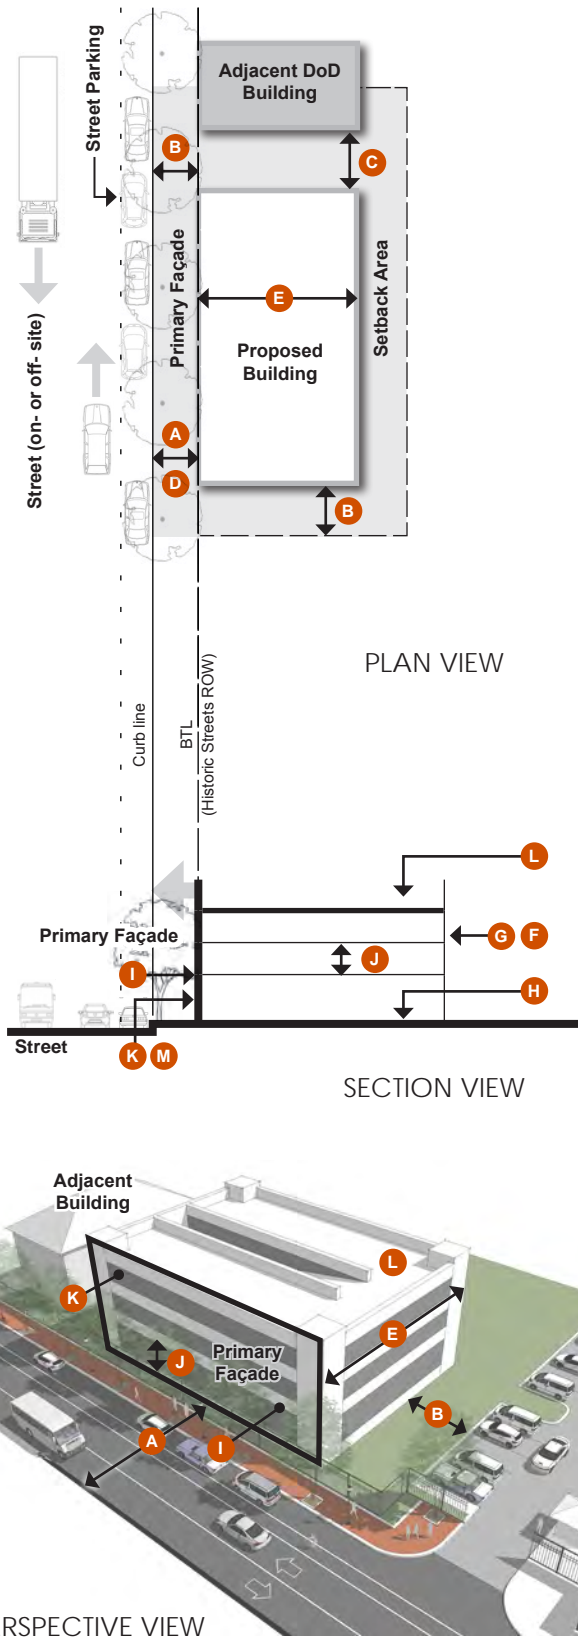 Adjacent DoD
Building
Street Parking
B
C
Primary Façade
E
Setback Area
Proposed
Building
Street (on- or off- site)
A
D
B
PLAN VIEW
Curb line
BTL
(Historic Streets ROW)
L
Primary Façade
G F
J
I
H
Street
K M
SECTION VIEW
Adjacent
Building
L
K
E
J
Primary
Façade
B
A
I
RSPECTIVE VIEW